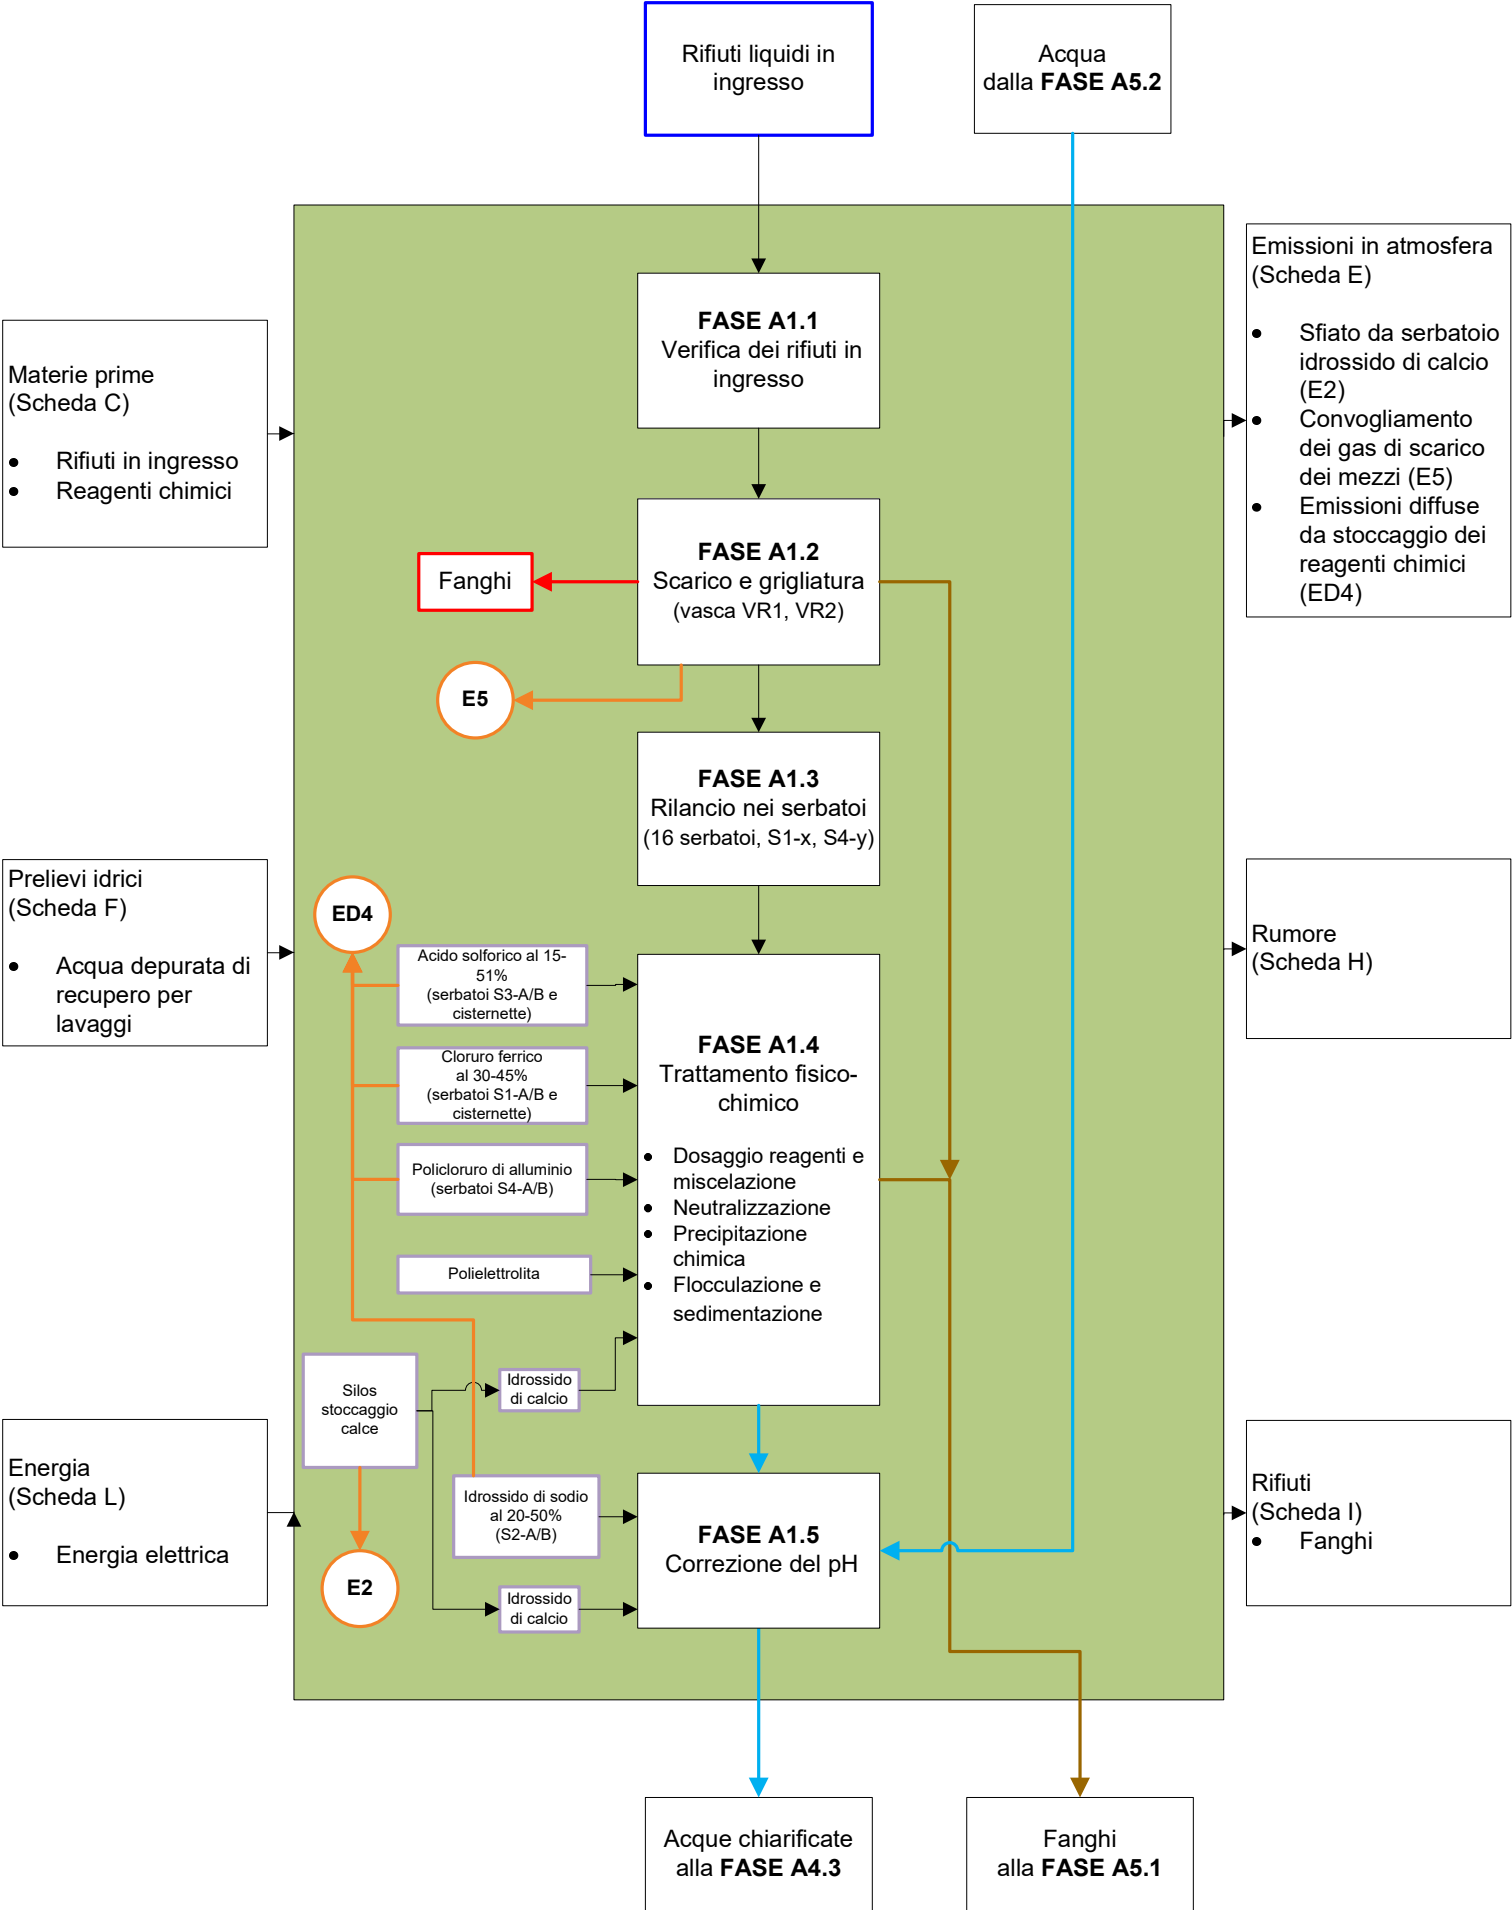 Rifiuti liquidi in
ingresso
Acqua
dalla FASE A5.2
Materie prime
(Scheda C)
• Rifiuti in ingresso
• Reagenti chimici
Prelievi idrici
(Scheda F)
• Acqua depurata di
recupero per
lavaggi
Energia
(Scheda L)
• Energia elettrica
FASE A1.1
Verifica dei rifiuti in
ingresso
FASE A1.2
Scarico e grigliatura
(vasca VR1, VR2)
Fanghi
E5
FASE A1.3
Rilancio nei serbatoi
(16 serbatoi, S1-x, S4-y)
ED4
Acido solforico al 15-
51%
(serbatoi S3-A/B e
cisternette)
Cloruro ferrico
al 30-45%
(serbatoi S1-A/B e
cisternette)
Policloruro di alluminio
(serbatoi S4-A/B)
Polielettrolita
Idrossido
di calcio
Silos
stoccaggio
calce
FASE A1.4
Trattamento fisico-
chimico
• Dosaggio reagenti e
miscelazione
• Neutralizzazione
• Precipitazione
chimica
• Flocculazione e
sedimentazione
Idrossido di sodio
al 20-50%
(S2-A/B)
E2
Idrossido
di calcio
FASE A1.5
Correzione del pH
Emissioni in atmosfera
(Scheda E)
• Sfiato da serbatoio
idrossido di calcio
(E2)
• Convogliamento
dei gas di scarico
dei mezzi (E5)
• Emissioni diffuse
da stoccaggio dei
reagenti chimici
(ED4)
Rumore
(Scheda H)
Rifiuti
(Scheda I)
• Fanghi
Acque chiarificate
alla FASE A4.3
Fanghi
alla FASE A5.1